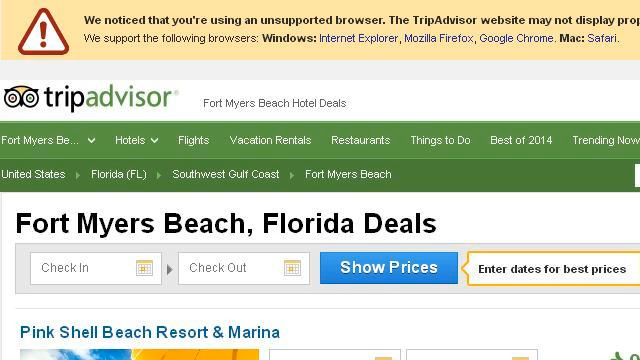 We noticed that you're using an unsupported browser. The TripAdvisor website may not display prop
We support the following browsers: Windows: Internet Explorer, Mozilla Firefox, Google Chrome. Mac: Safari.
tripadvisor® Fort Myers Beach Hotel Deals
Fort Myers Be... Hotels Flights Vacation Rentals Restaurants Things to Do Best of 2014 Trending Now
United States Florida (FL) Southwest Gulf Coast Fort Myers Beach
Fort Myers Beach, Florida Deals
Check In Check Out Show Prices Enter dates for best prices
Pink Shell Beach Resort & Marina